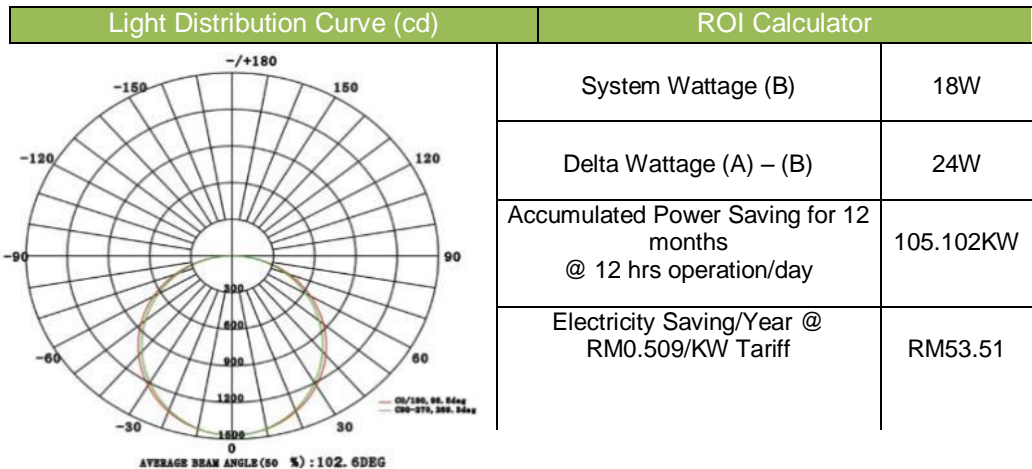 Light Distribution Curve (cd)
ROI Calculator
-/+180
-150
150
-120
120
-90
90
-60
60
-30
30
0
300
600
900
1200
1500
AVERAGE BEAM ANGLE(50 %):102.6DEG
System Wattage (B)
18W
Delta Wattage (A) – (B)
24W
Accumulated Power Saving for 12
months
@ 12 hrs operation/day
105.102KW
Electricity Saving/Year @
RM0.509/KW Tariff
RM53.51